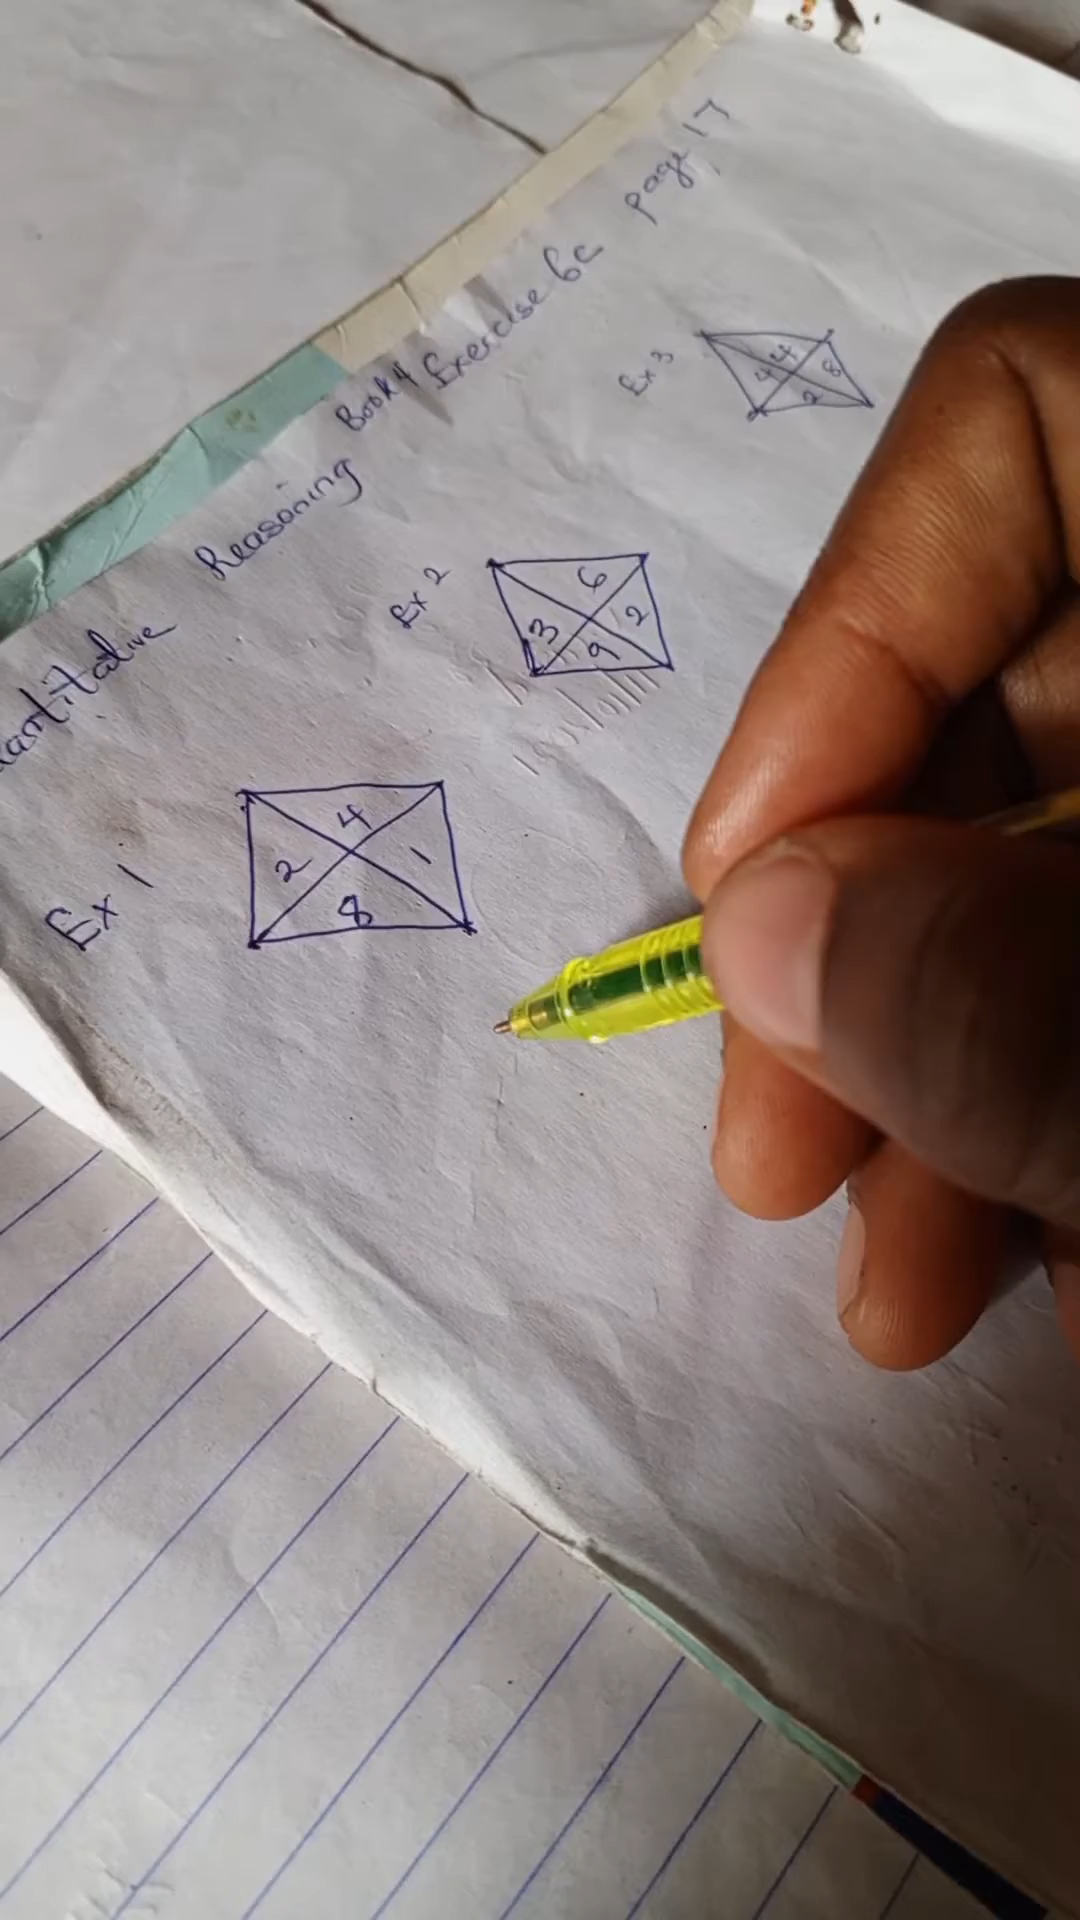 Quantitative Reasoning Book 4 Exercise 6c page 17
Ex 1
4
2 1
8
Ex 2
6
3 2
9
Ex 3
4
4 8
2